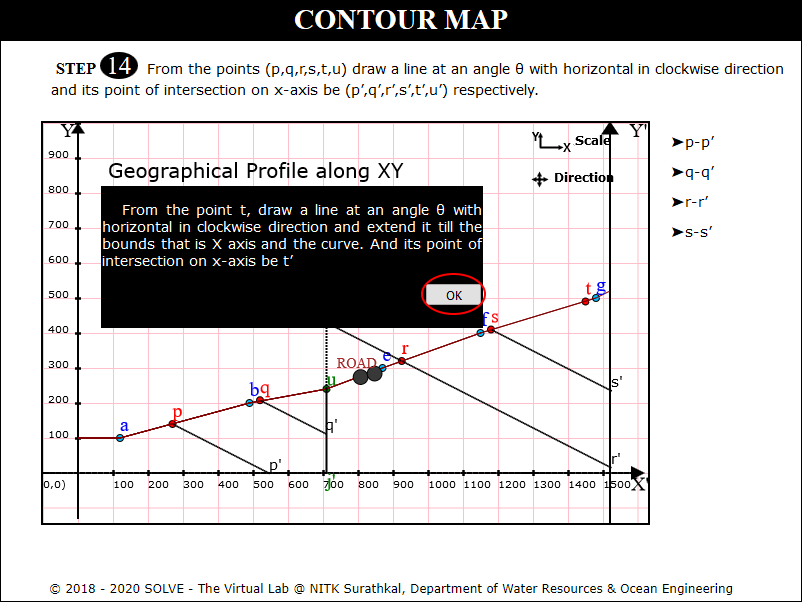 CONTOUR MAP
STEP 14 From the points (p,q,r,s,t,u) draw a line at an angle θ with horizontal in clockwise direction
and its point of intersection on x-axis be (p’,q’,r’,s’,t’,u’) respectively.
Y
Y'
Y
X
Scale
Direction
➤p-p’
➤q-q’
➤r-r’
➤s-s’
Geographical Profile along XY
From the point t, draw a line at an angle θ with
horizontal in clockwise direction and extend it till the
bounds that is X axis and the curve. And its point of
intersection on x-axis be t’
OK
900
800
700
600
500
400
300
200
100
a
p
b
q
u
ROAD
e
r
f
s
t
g
p'
q'
r'
s'
0,0)
100 200 300 400 500 600 700 800 900 1000 1100 1200 1300 1400 1500
X'
© 2018 - 2020 SOLVE - The Virtual Lab @ NITK Surathkal, Department of Water Resources & Ocean Engineering